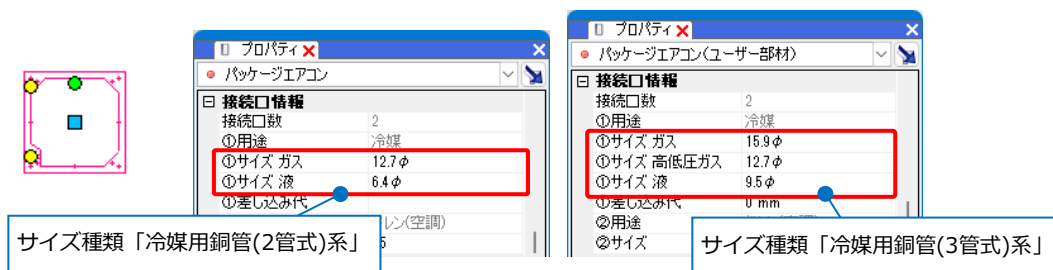 プロパティ
パッケージエアコン
接続口情報
接続口数 2
①用途 冷媒
①サイズ ガス 12.7φ
①サイズ 液 6.4φ
①差し込み代
レン(空調)
5
サイズ種類「冷媒用銅管(2管式)系」
プロパティ
パッケージエアコン(ユーザー部材)
接続口情報
接続口数 2
①用途 冷媒
①サイズ ガス 15.9φ
①サイズ 高低圧ガス 12.7φ
①サイズ 液 9.5φ
①差し込み代 0 mm
②用途
②サイズ
サイズ種類「冷媒用銅管(3管式)系」